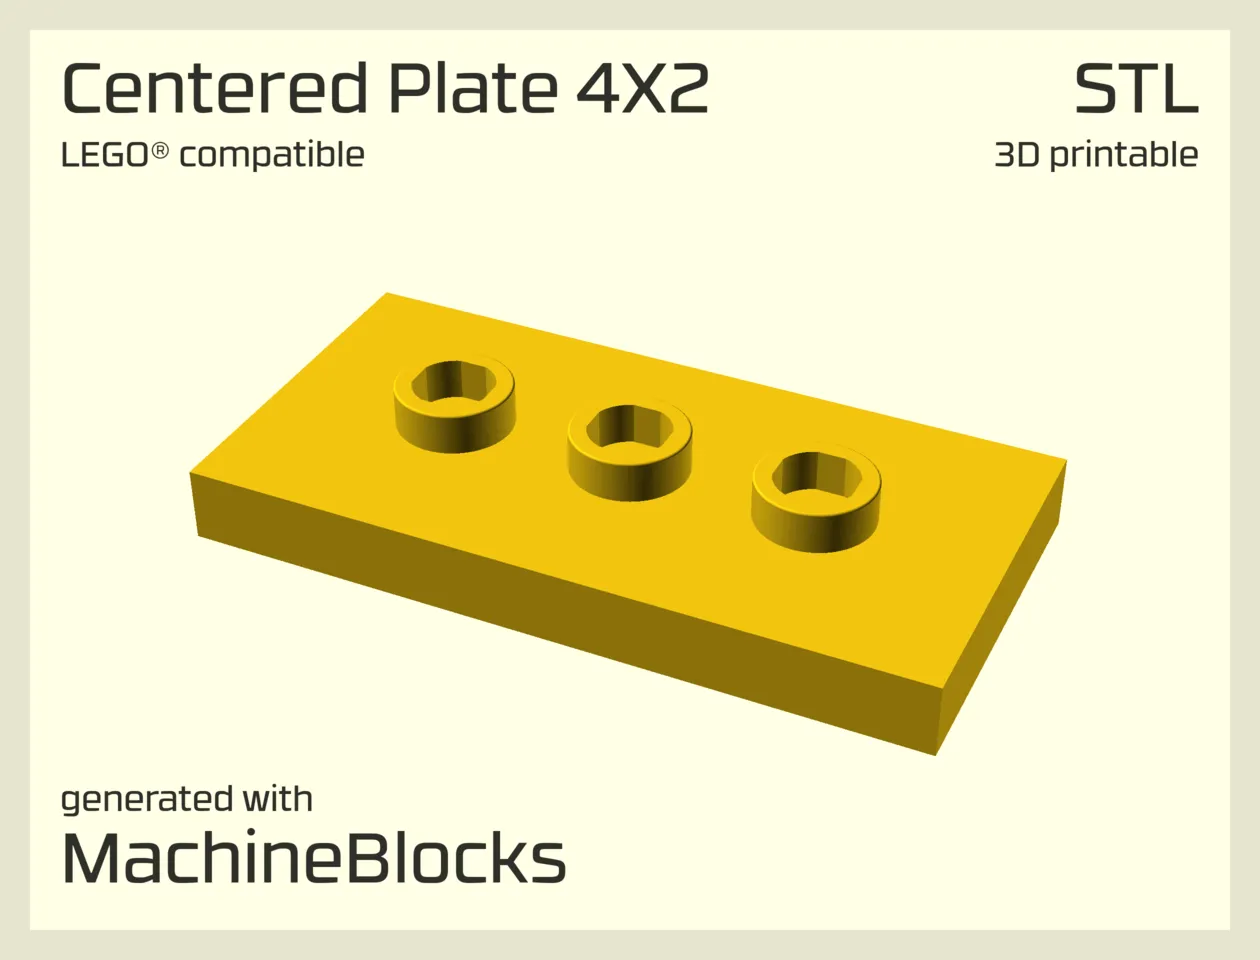 Centered Plate 4X2
STL
LEGO® compatible
3D printable
generated with
MachineBlocks